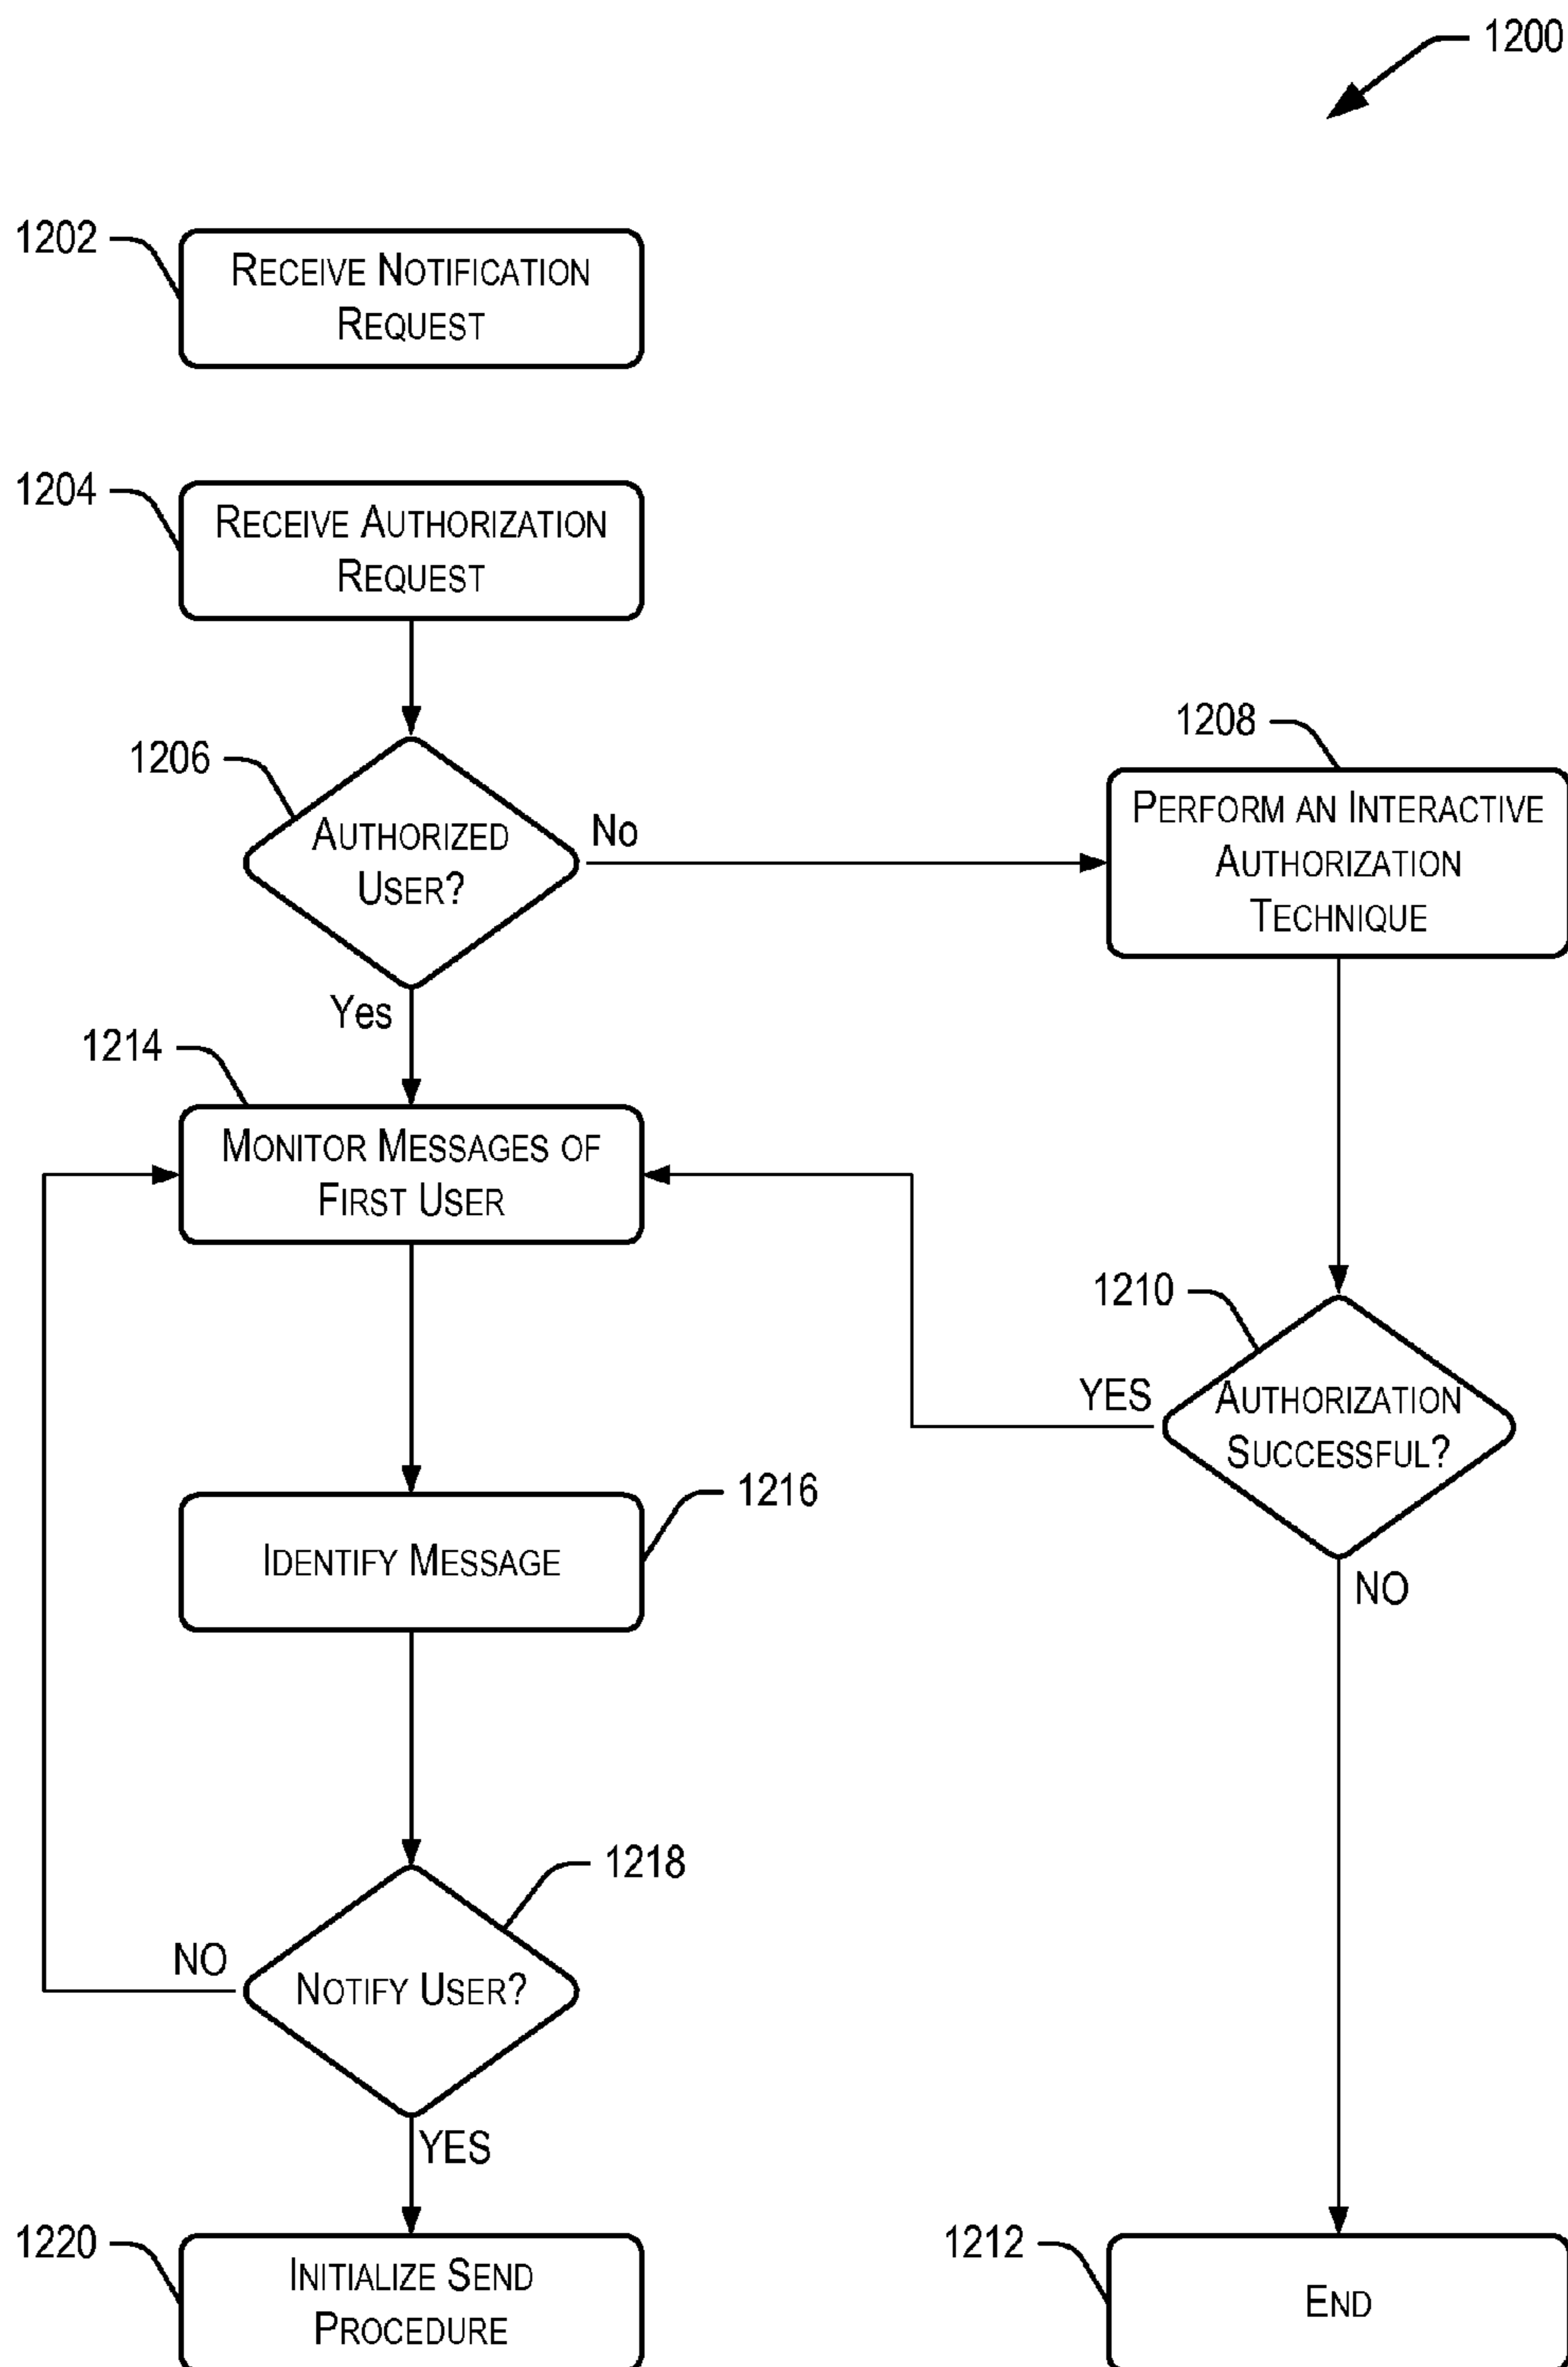 1200
1202
RECEIVE NOTIFICATION
REQUEST
1204
RECEIVE AUTHORIZATION
REQUEST
1206
AUTHORIZED
USER?
No
Yes
1208
PERFORM AN INTERACTIVE
AUTHORIZATION
TECHNIQUE
1214
MONITOR MESSAGES OF
FIRST USER
1210
AUTHORIZATION
SUCCESSFUL?
YES
NO
1216
IDENTIFY MESSAGE
1218
NOTIFY USER?
NO
YES
1220
INITIALIZE SEND
PROCEDURE
1212
END